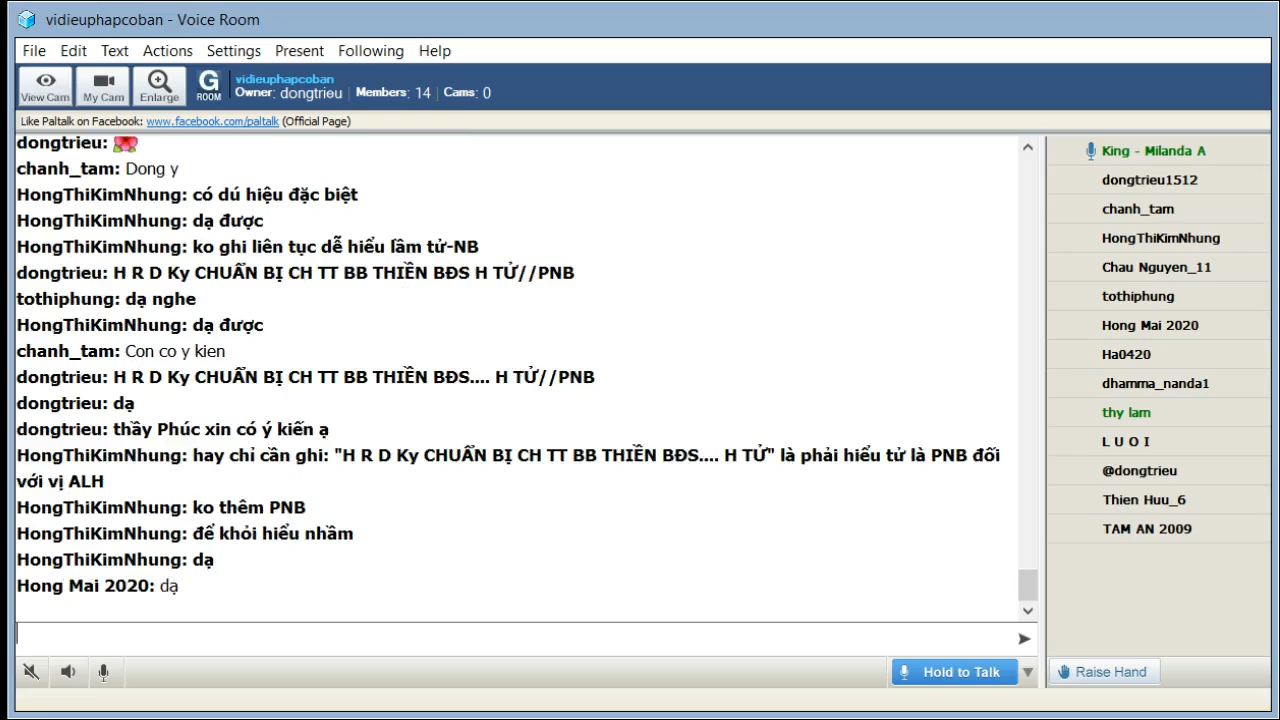 vidieuphapcoban - Voice Room
File Edit Text Actions Settings Present Following Help
View Cam My Cam Enlarge G ROOM vidieuphapcoban
Owner: dongtrieu Members: 14 Cams: 0
Like Paltalk on Facebook: www.facebook.com/paltalk (Official Page)
dongtrieu:
chanh_tam: Dong y
HongThiKimNhung: có dú hiệu đặc biệt
HongThiKimNhung: dạ được
HongThiKimNhung: ko ghi liên tục dễ hiểu lầm tử-NB
dongtrieu: H R D Ky CHUẨN BỊ CH TT BB THIỀN BĐS H TỬ//PNB
tothiphung: dạ nghe
HongThiKimNhung: dạ được
chanh_tam: Con co y kien
dongtrieu: H R D Ky CHUẨN BỊ CH TT BB THIỀN BĐS.... H TỬ//PNB
dongtrieu: dạ
dongtrieu: thầy Phúc xin có ý kiến ạ
HongThiKimNhung: hay chỉ cần ghi: "H R D Ky CHUẨN BỊ CH TT BB THIỀN BĐS.... H TỬ" là phải hiểu tử là PNB đối
với vị ALH
HongThiKimNhung: ko thêm PNB
HongThiKimNhung: để khỏi hiểu nhầm
HongThiKimNhung: dạ
Hong Mai 2020: dạ
King - Milanda A
dongtrieu1512
chanh_tam
HongThiKimNhung
Chau Nguyen_11
tothiphung
Hong Mai 2020
Ha0420
dhamma_nanda1
thy lam
L U O I
@dongtrieu
Thien Huu_6
TAM AN 2009
Hold to Talk
Raise Hand